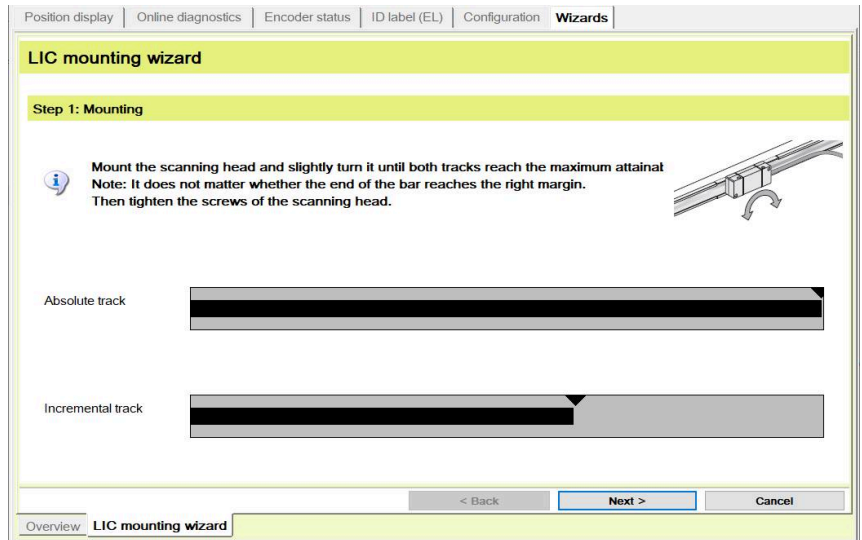 Position display Online diagnostics Encoder status ID label (EL) Configuration Wizards
LIC mounting wizard
Step 1: Mounting
Mount the scanning head and slightly turn it until both tracks reach the maximum
Note: It does not matter whether the end of the bar reaches the right margin.
Then tighten the screws of the scanning head.
Absolute track
Incremental track
< Back Next > Cancel
Overview LIC mounting wizard